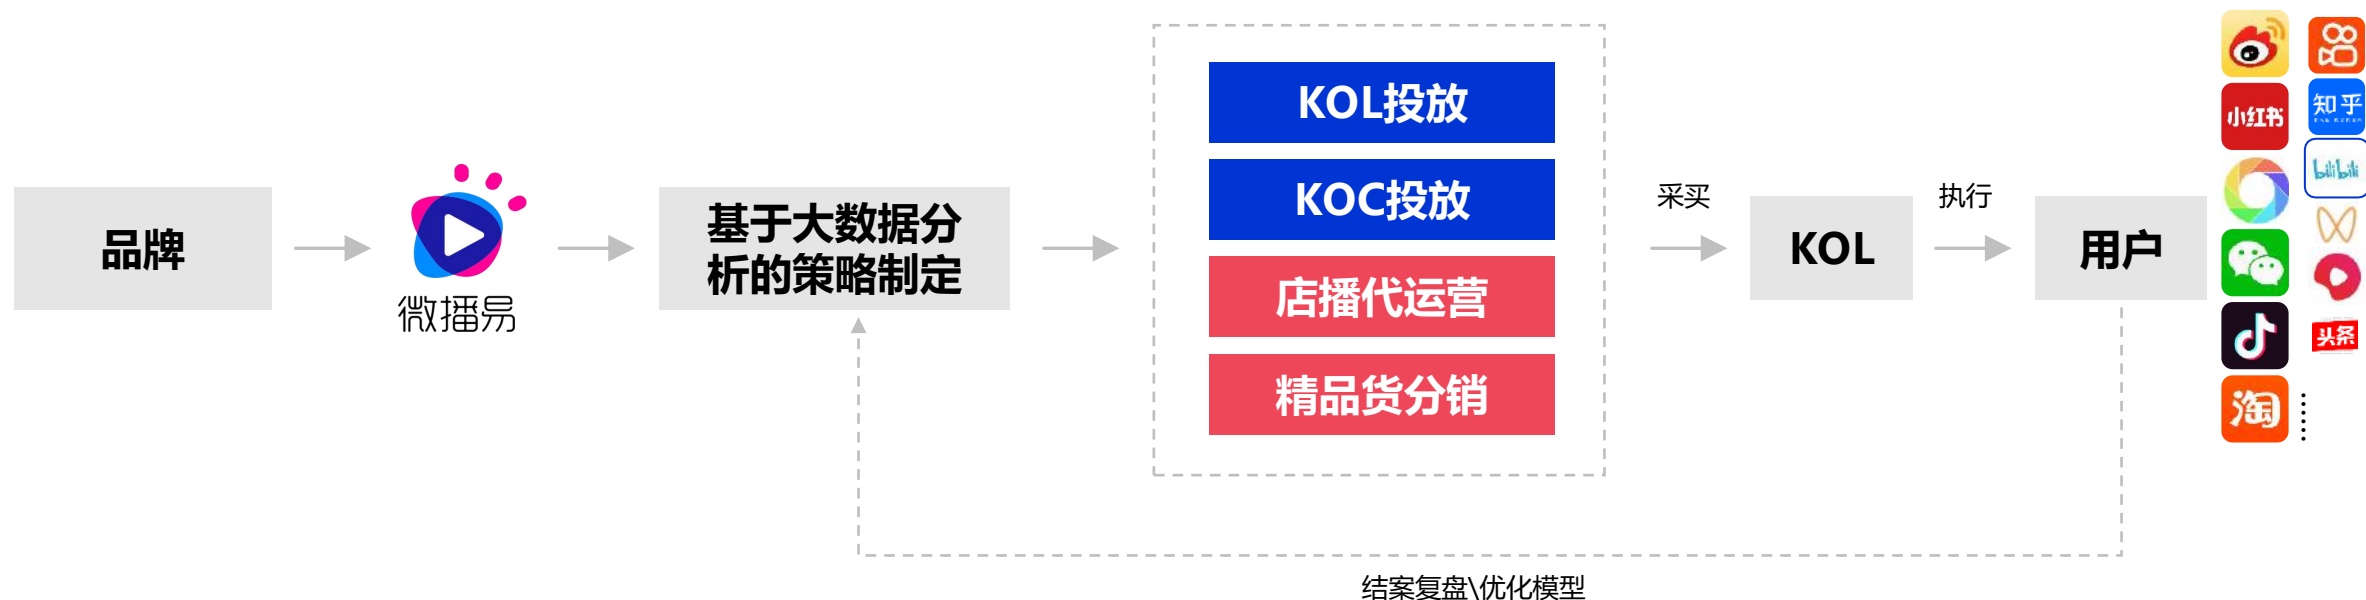 品牌
微播易
基于大数据分
析的策略制定
KOL投放
KOC投放
店播代运营
精品货分销
采买
KOL
执行
用户
小红书
知乎
bilibili
头条
淘
结案复盘\优化模型